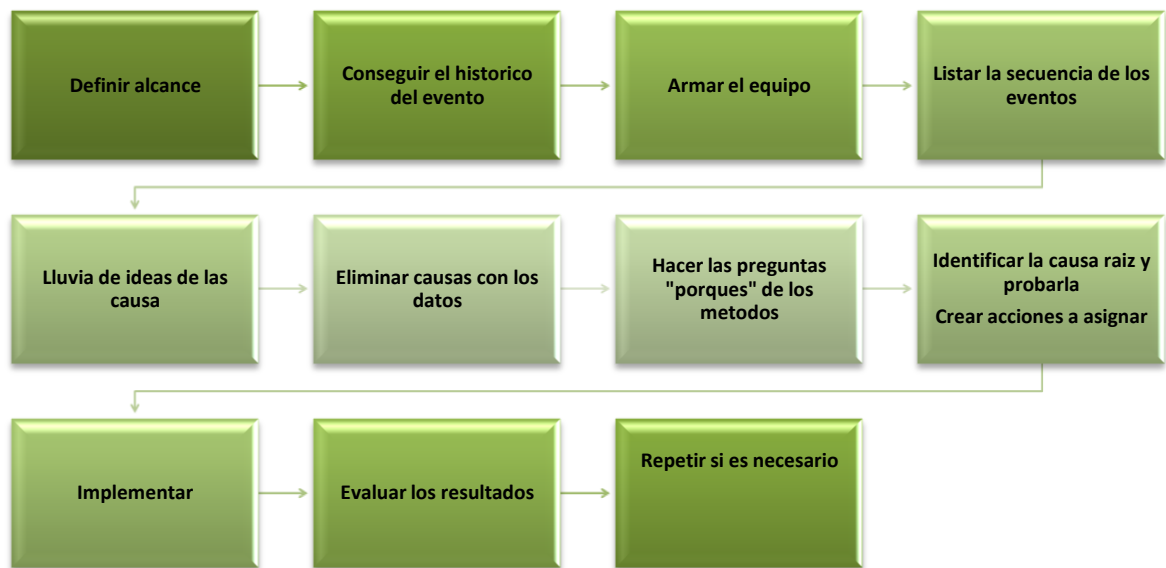 Definir alcance
Conseguir el historico
del evento
Armar el equipo
Listar la secuencia de los
eventos
Lluvia de ideas de las
causa
Eliminar causas con los
datos
Hacer las preguntas
"porques" de los
metodos
Identificar la causa raiz y
probarla
Crear acciones a asignar
Implementar
Evaluar los resultados
Repetir si es necesario